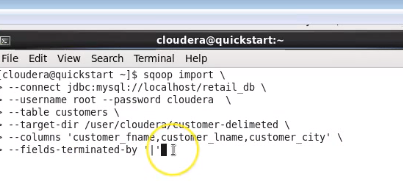 cloudera@quickstart:~
File Edit View Search Terminal Help
[cloudera@quickstart ~]$ sqoop import \
> --connect jdbc:mysql://localhost/retail_db \
> --username root --password cloudera \
> --table customers \
> --target-dir /user/cloudera/customer-delimeted \
> --columns 'customer_fname,customer_lname,customer_city' \
> --fields-terminated-by '|'